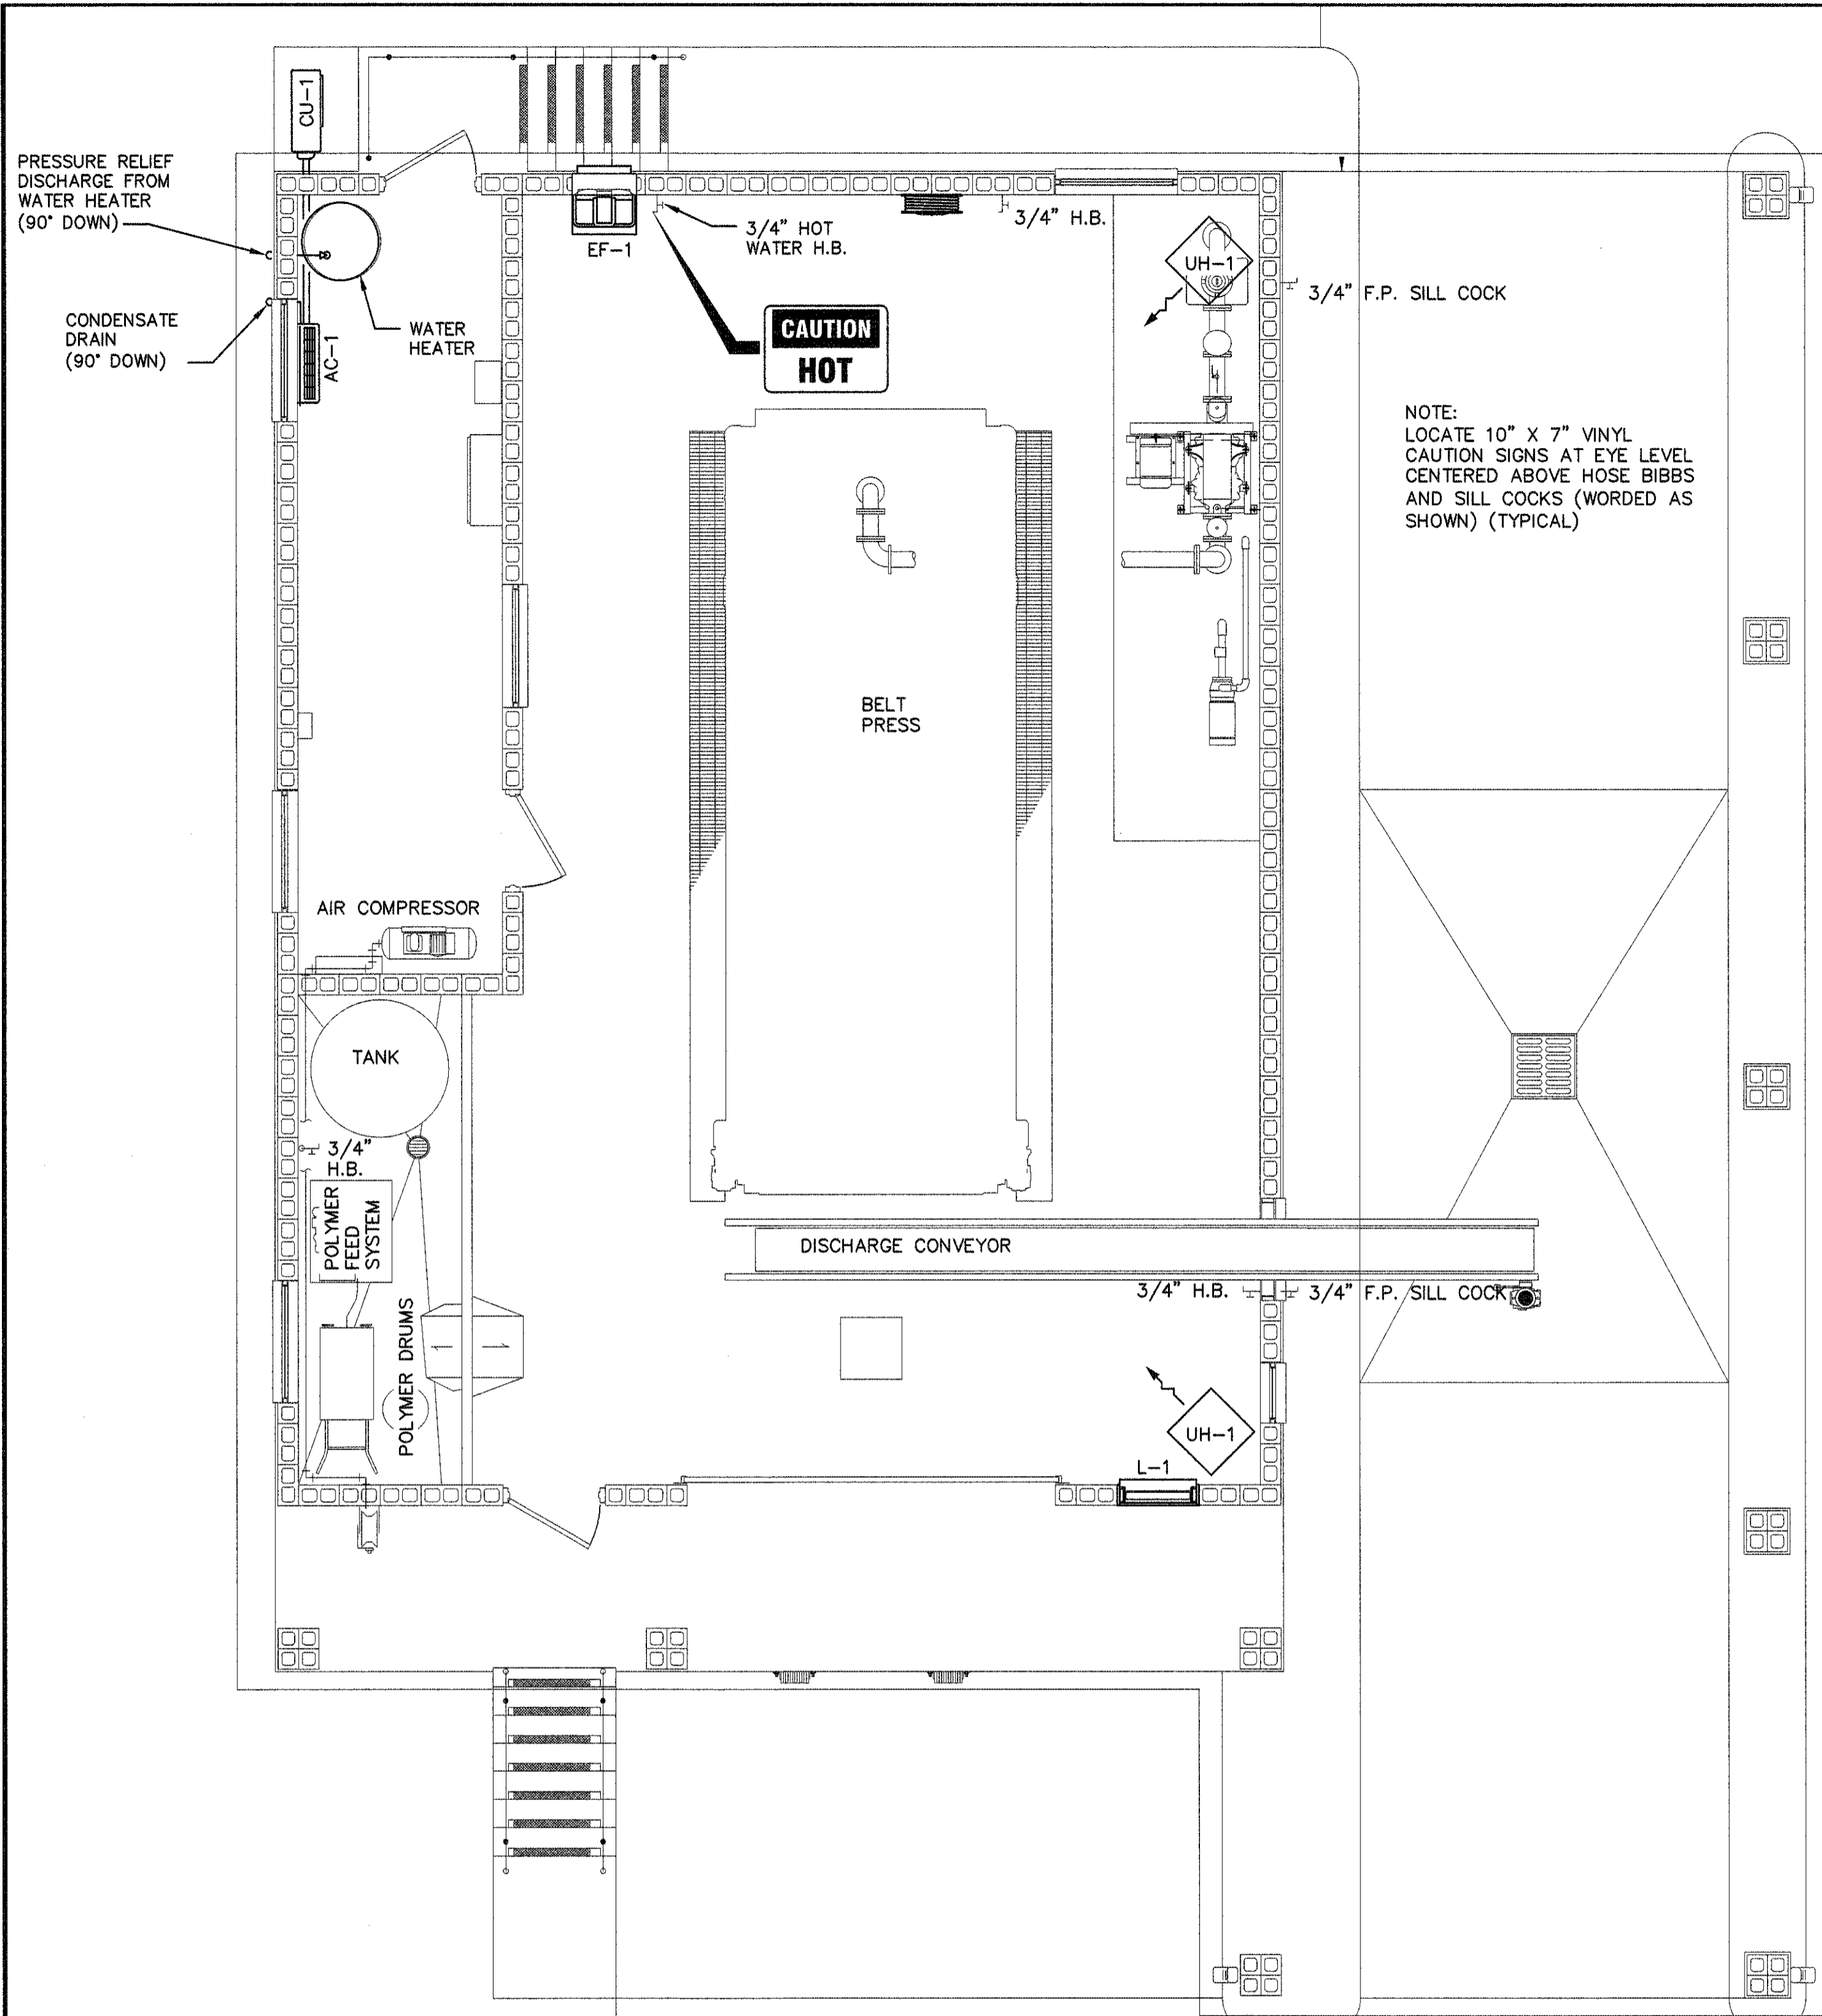 CU-1
PRESSURE RELIEF
DISCHARGE FROM
WATER HEATER
(90° DOWN)
EF-1
3/4" HOT
WATER H.B.
3/4" H.B.
UH-1
3/4" F.P. SILL COCK
CONDENSATE
DRAIN
(90° DOWN)
AC-1
WATER
HEATER
CAUTION
HOT
NOTE:
LOCATE 10" X 7" VINYL
CAUTION SIGNS AT EYE LEVEL
CENTERED ABOVE HOSE BIBBS
AND SILL COCKS (WORDED AS
SHOWN) (TYPICAL)
BELT
PRESS
AIR COMPRESSOR
TANK
3/4"
H.B.
POLYMER
FEED
SYSTEM
DISCHARGE CONVEYOR
3/4" H.B.
3/4" F.P. SILL COCK
POLYMER DRUMS
UH-1
L-1